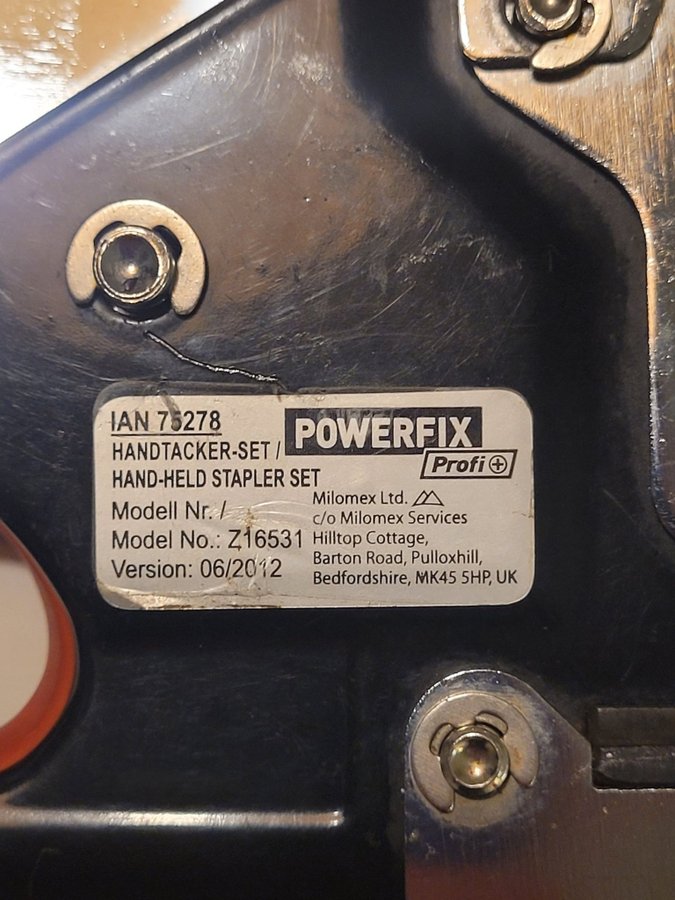 IAN 75278
POWERFIX
Profi+
HANDTACKER-SET /
HAND-HELD STAPLER SET
Modell Nr. /
Model No.: Z16531
Version: 06/2012
Milomex Ltd.
c/o Milomex Services
Hilltop Cottage,
Barton Road, Pulloxhill,
Bedfordshire, MK45 5HP, UK